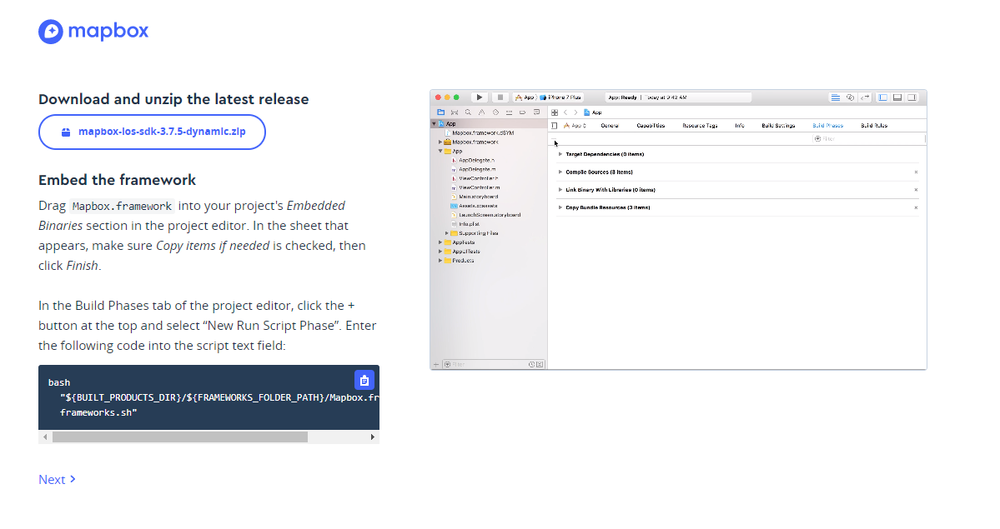 mapbox
Download and unzip the latest release
mapbox-ios-sdk-3.7.5-dynamic.zip
Embed the framework
Drag Mapbox.framework into your project's Embedded
Binaries section in the project editor. In the sheet that
appears, make sure Copy items if needed is checked, then
click Finish.
In the Build Phases tab of the project editor, click the +
button at the top and select “New Run Script Phase”. Enter
the following code into the script text field:
bash
"${BUILT_PRODUCTS_DIR}/${FRAMEWORKS_FOLDER_PATH}/Mapbox.fr
frameworks.sh"
Next
App iPhone 7 Plus
App: Ready | Today at 9:42 AM
App
App
Mapbox.framework.dSYM
Mapbox.framework
App
AppDelegate.h
AppDelegate.m
ViewController.h
ViewController.m
Main.storyboard
Assets.xcassets
LaunchScreen.storyboard
Info.plist
Supporting Files
AppTests
AppUITests
Products
Filter
App General Capabilities Resource Tags Info Build Settings Build Phases Build Rules
Filter
Target Dependencies (0 items)
Compile Sources (3 items)
Link Binary With Libraries (0 items)
Copy Bundle Resources (3 items)